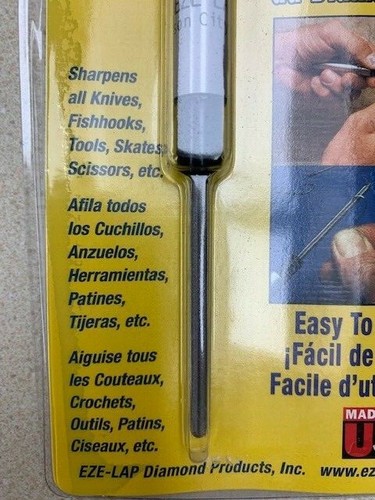 Sharpens
all Knives,
Fishhooks,
Tools, Skates,
Scissors, etc.
Afila todos
los Cuchillos,
Anzuelos,
Herramientas,
Patines,
Tijeras, etc.
Aiguise tous
les Couteaux,
Crochets,
Outils, Patins,
Ciseaux, etc.
Easy To
¡Fácil de
Facile d'ut
MAD
EZE-LAP Diamond Products, Inc. www.ez